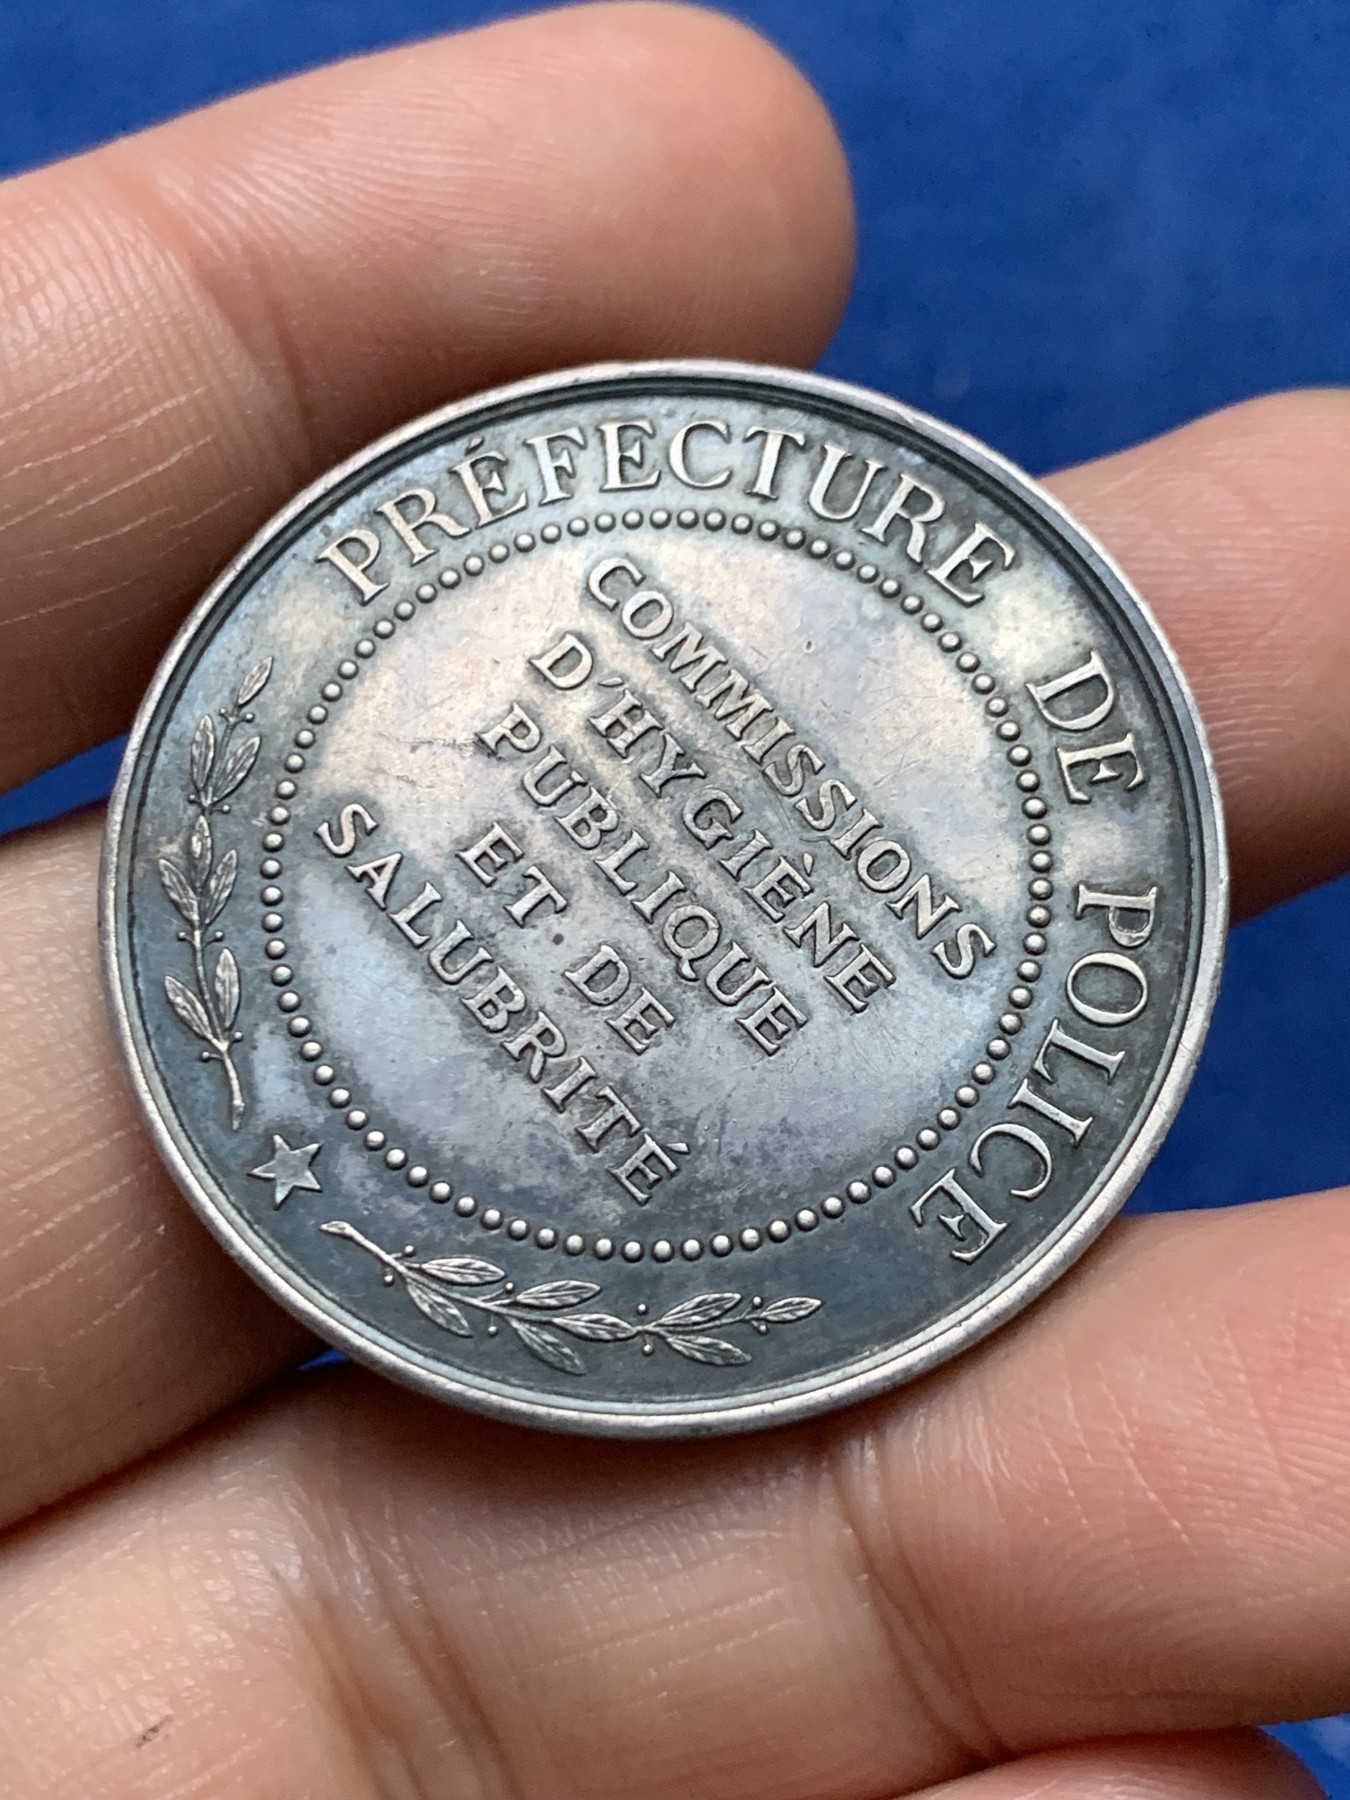 PRÉFECTURE DE POLICE
COMMISSIONS
D'HYGIÈNE
PUBLIQUE
ET DE
SALUBRITÉ